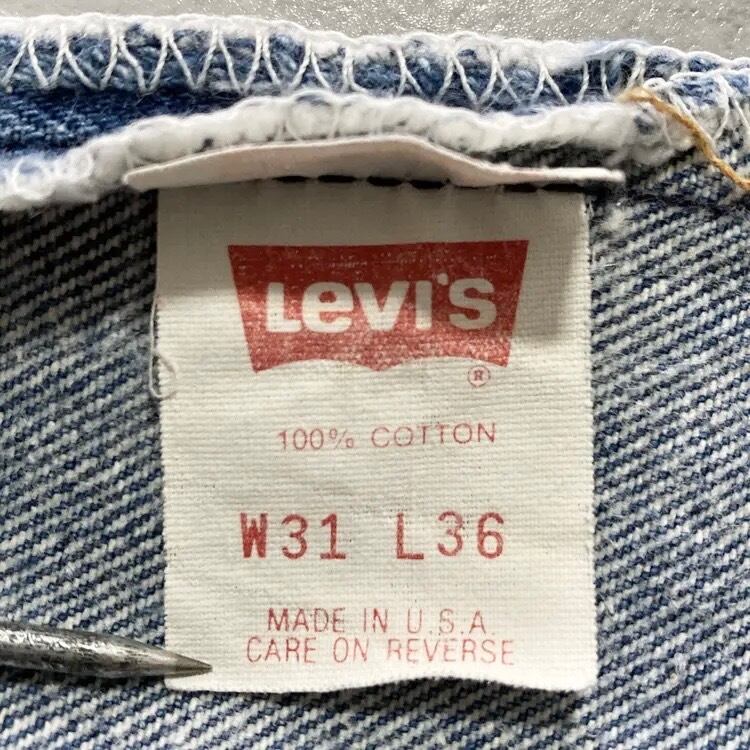 Levi's
®
100% COTTON
W31 L36
MADE IN U.S.A.
CARE ON REVERSE